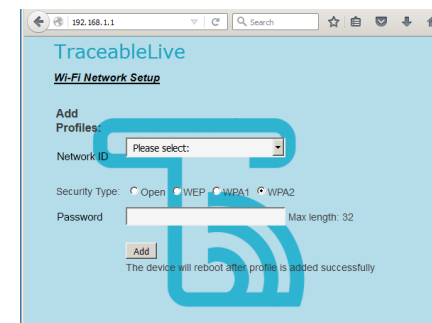 192.168.1.1
Search
TraceableLive
Wi-Fi Network Setup
Add
Profiles:
Network ID
Please select:
Security Type: Open WEP WPA1 WPA2
Password
Max length: 32
Add
The device will reboot after profile is added successfully